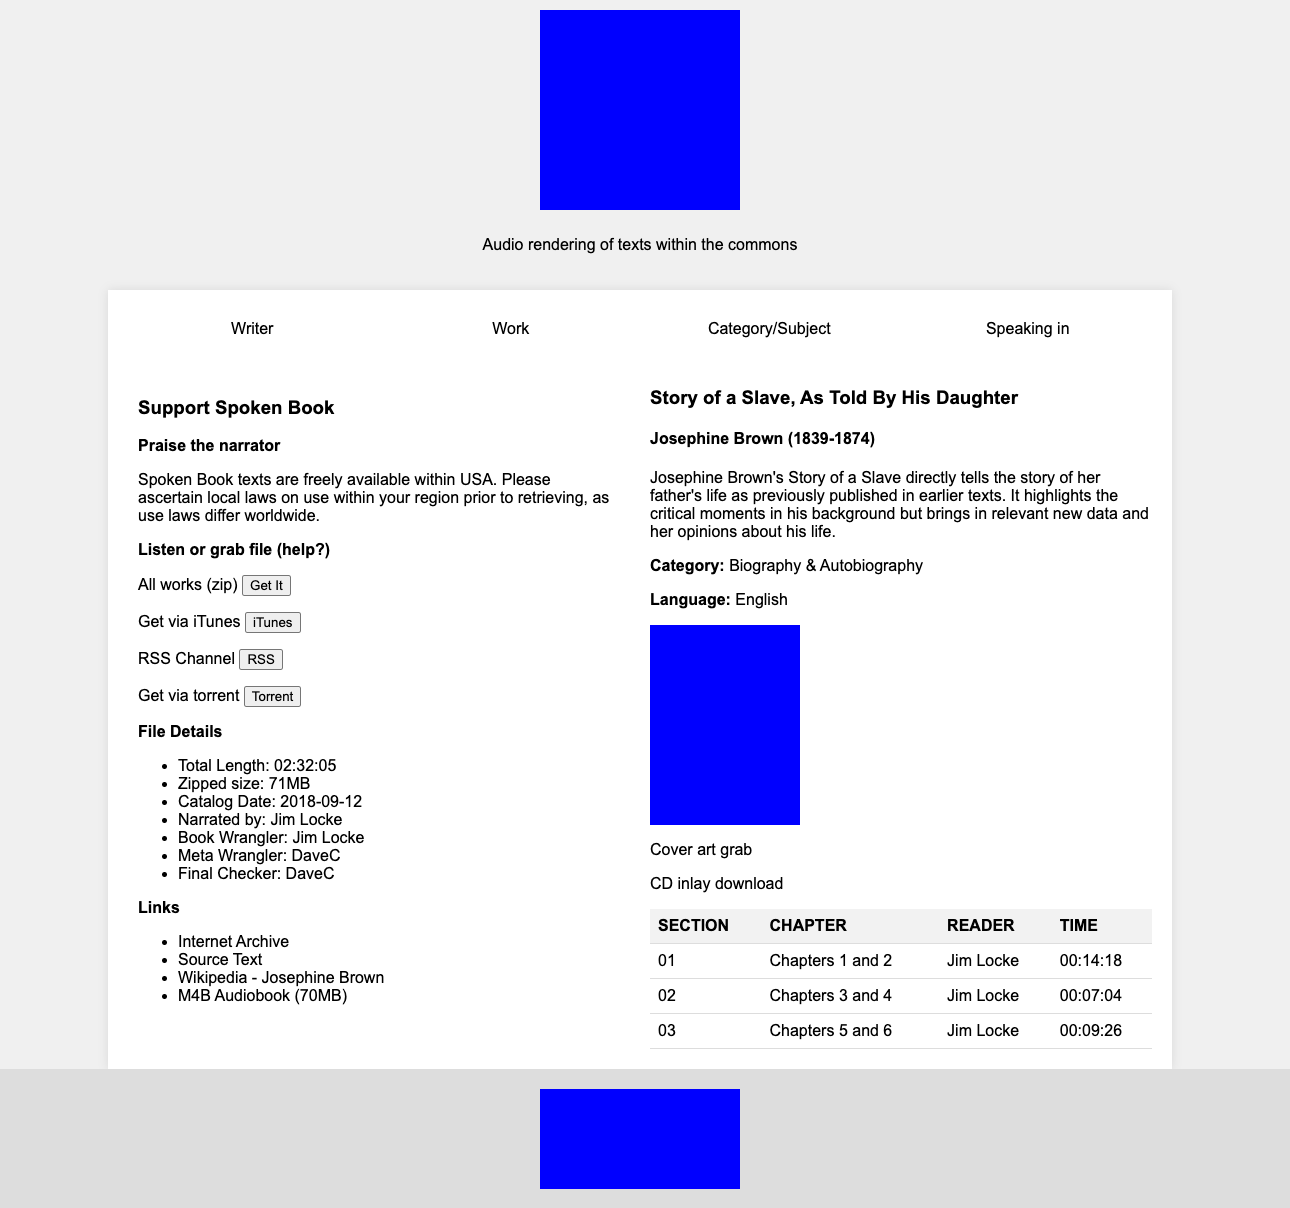 Audio rendering of texts within the commons
Writer
Work
Category/Subject
Speaking in
Support Spoken Book
Praise the narrator
Spoken Book texts are freely available within USA. Please
ascertain local laws on use within your region prior to retrieving, as
use laws differ worldwide.
Listen or grab file (help?)
All works (zip) Get It
Get via iTunes iTunes
RSS Channel RSS
Get via torrent Torrent
File Details
• Total Length: 02:32:05
• Zipped size: 71MB
• Catalog Date: 2018-09-12
• Narrated by: Jim Locke
• Book Wrangler: Jim Locke
• Meta Wrangler: DaveC
• Final Checker: DaveC
Links
• Internet Archive
• Source Text
• Wikipedia - Josephine Brown
• M4B Audiobook (70MB)
Story of a Slave, As Told By His Daughter
Josephine Brown (1839-1874)
Josephine Brown's Story of a Slave directly tells the story of her
father's life as previously published in earlier texts. It highlights the
critical moments in his background but brings in relevant new data and
her opinions about his life.
Category: Biography & Autobiography
Language: English
Cover art grab
CD inlay download
SECTION CHAPTER READER TIME
01 Chapters 1 and 2 Jim Locke 00:14:18
02 Chapters 3 and 4 Jim Locke 00:07:04
03 Chapters 5 and 6 Jim Locke 00:09:26